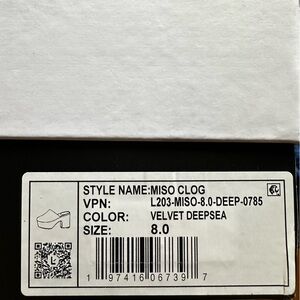 STYLE NAME:MISO CLOG
VPN: L203-MISO-8.0-DEEP-0785
COLOR: VELVET DEEPSEA
SIZE: 8.0
1 97416 06739 7